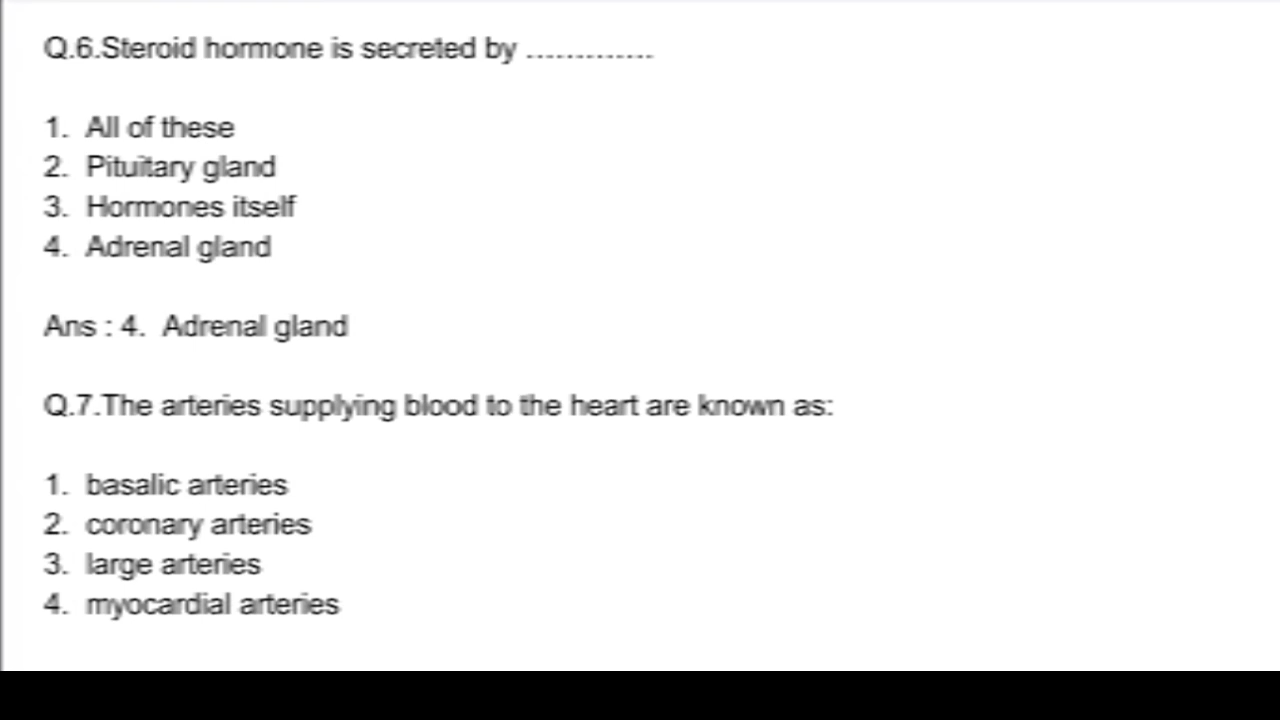 Q.6.Steroid hormone is secreted by .............
1. All of these
2. Pituitary gland
3. Hormones itself
4. Adrenal gland
Ans : 4. Adrenal gland
Q.7.The arteries supplying blood to the heart are known as:
1. basalic arteries
2. coronary arteries
3. large arteries
4. myocardial arteries